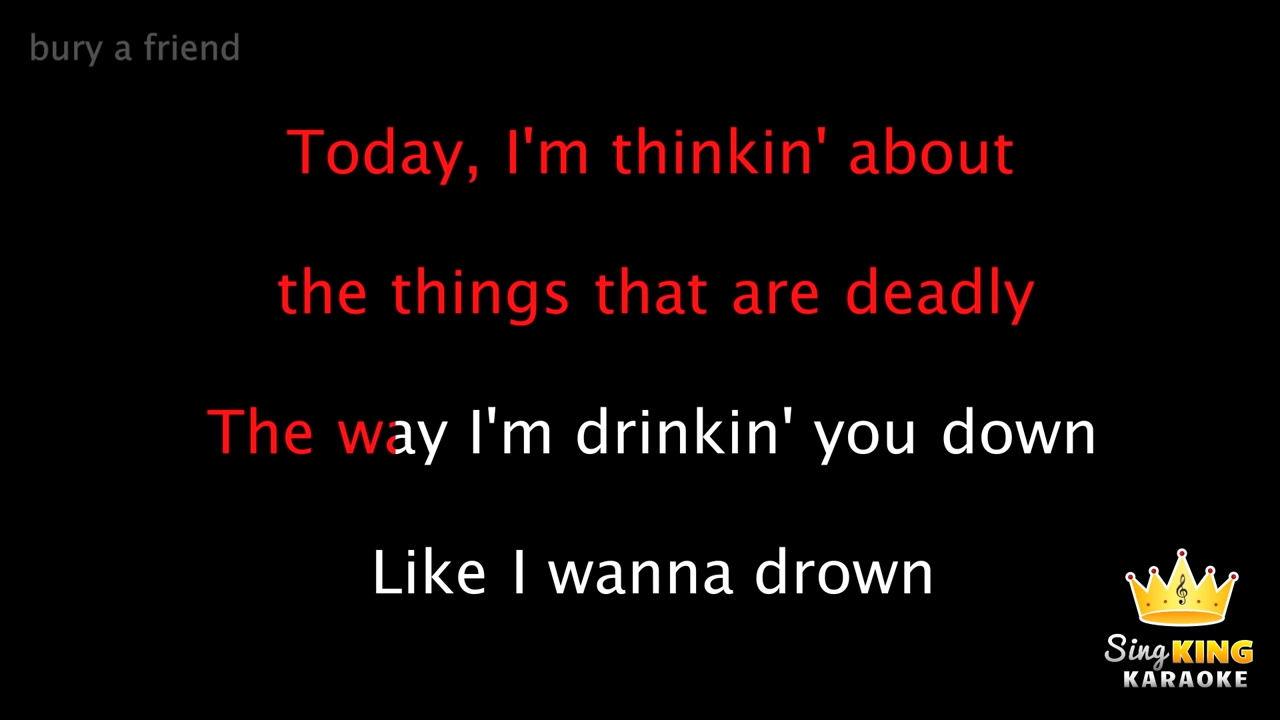 bury a friend
Today, I'm thinkin' about
the things that are deadly
The way I'm drinkin' you down
Like I wanna drown
Sing KING
KARAOKE